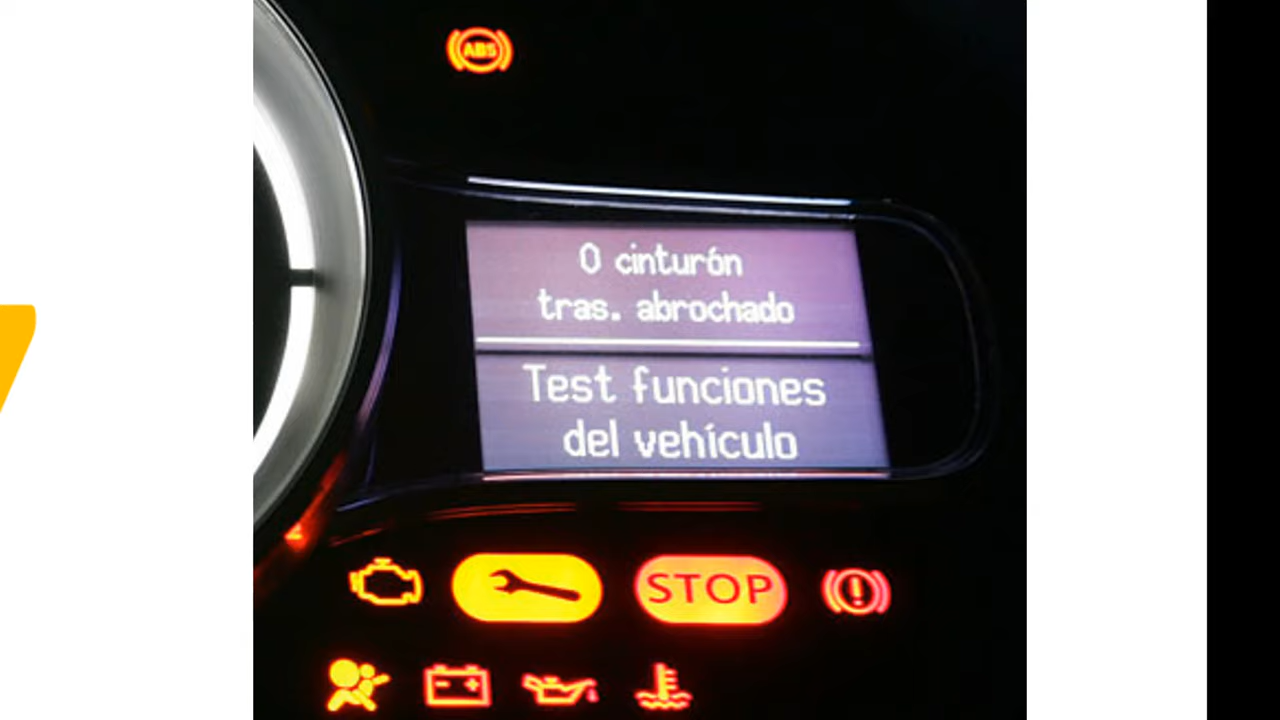 ABS
0 cinturón
tras. abrochado
Test funciones
del vehículo
STOP